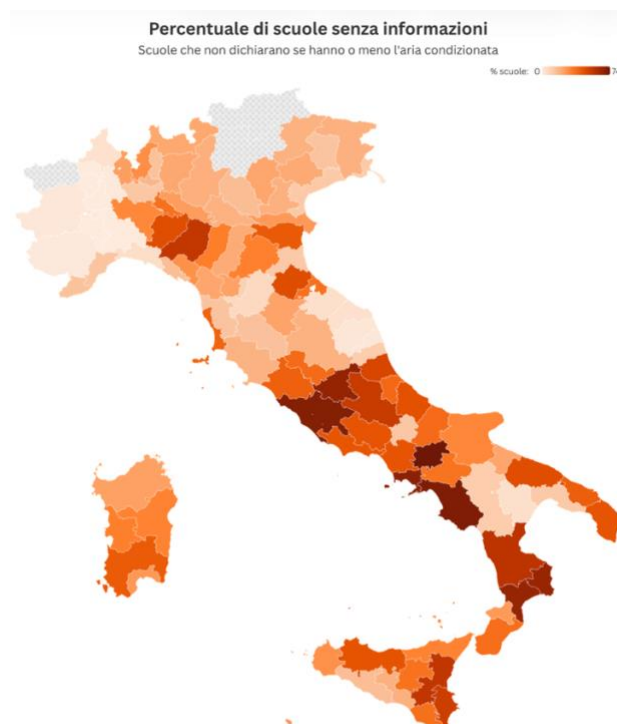 Percentuale di scuole senza informazioni
Scuole che non dichiarano se hanno o meno l'aria condizionata
% scuole: 0